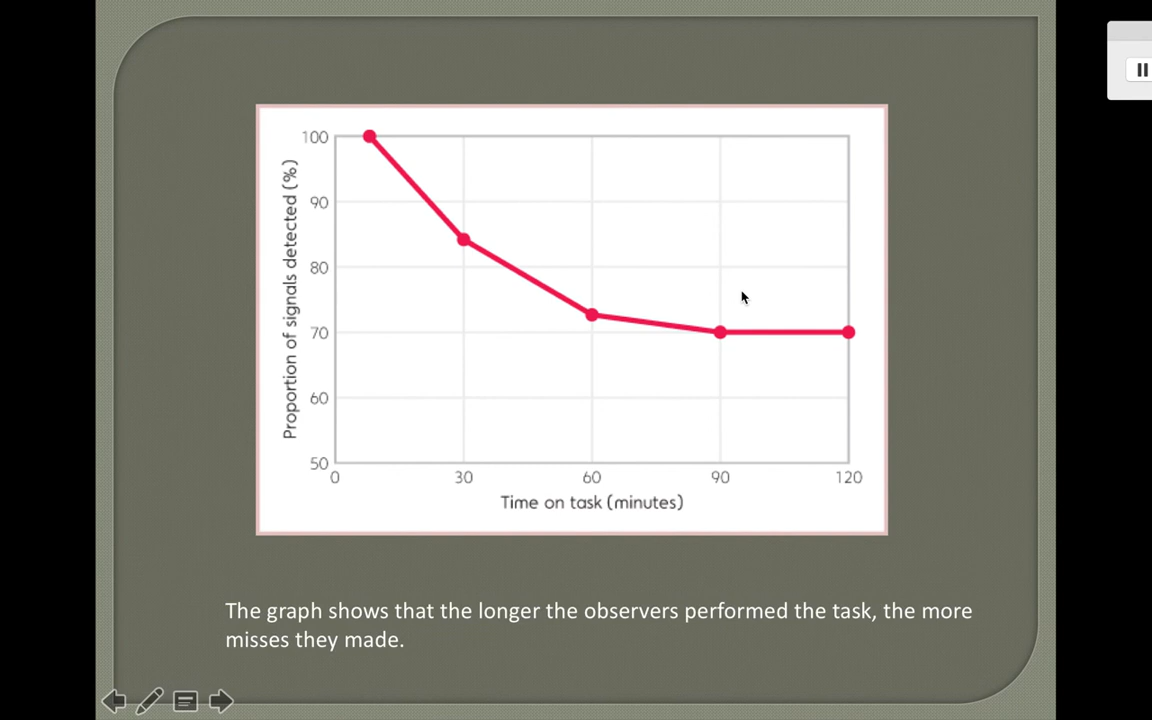 100
90
80
70
60
50
Proportion of signals detected (%)
0 30 60 90 120
Time on task (minutes)
The graph shows that the longer the observers performed the task, the more
misses they made.